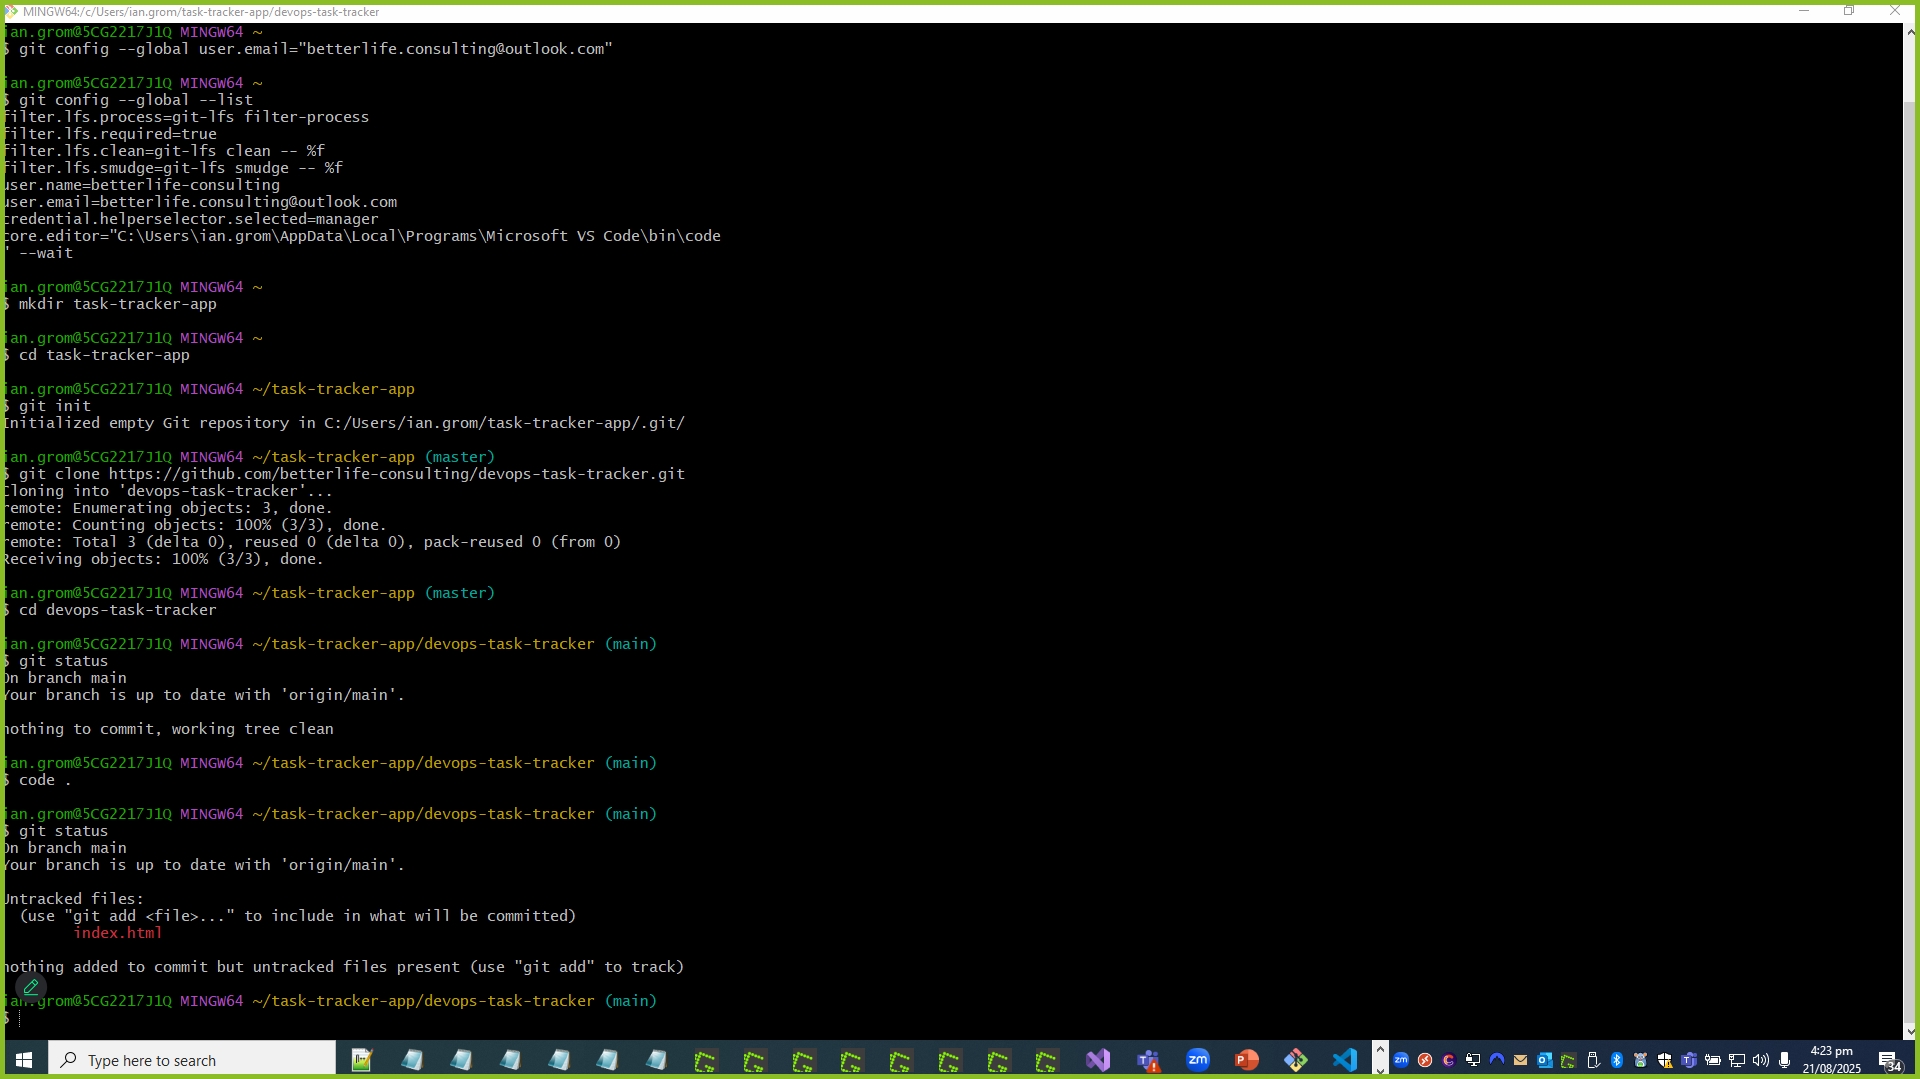 MINGW64:/c/Users/ian.grom/task-tracker-app/devops-task-tracker
ian.grom@5CG2217J1Q MINGW64 ~
$ git config --global user.email="betterlife.consulting@outlook.com"
ian.grom@5CG2217J1Q MINGW64 ~
$ git config --global --list
filter.lfs.process=git-lfs filter-process
filter.lfs.required=true
filter.lfs.clean=git-lfs clean -- %f
filter.lfs.smudge=git-lfs smudge -- %f
user.name=betterlife-consulting
user.email=betterlife.consulting@outlook.com
credential.helperselector.selected=manager
core.editor="C:\Users\ian.grom\AppData\Local\Programs\Microsoft VS Code\bin\code
" --wait
ian.grom@5CG2217J1Q MINGW64 ~
$ mkdir task-tracker-app
ian.grom@5CG2217J1Q MINGW64 ~
$ cd task-tracker-app
ian.grom@5CG2217J1Q MINGW64 ~/task-tracker-app
$ git init
Initialized empty Git repository in C:/Users/ian.grom/task-tracker-app/.git/
ian.grom@5CG2217J1Q MINGW64 ~/task-tracker-app (master)
$ git clone https://github.com/betterlife-consulting/devops-task-tracker.git
Cloning into 'devops-task-tracker'...
remote: Enumerating objects: 3, done.
remote: Counting objects: 100% (3/3), done.
remote: Total 3 (delta 0), reused 0 (delta 0), pack-reused 0 (from 0)
Receiving objects: 100% (3/3), done.
ian.grom@5CG2217J1Q MINGW64 ~/task-tracker-app (master)
$ cd devops-task-tracker
ian.grom@5CG2217J1Q MINGW64 ~/task-tracker-app/devops-task-tracker (main)
$ git status
On branch main
Your branch is up to date with 'origin/main'.
nothing to commit, working tree clean
ian.grom@5CG2217J1Q MINGW64 ~/task-tracker-app/devops-task-tracker (main)
$ code .
ian.grom@5CG2217J1Q MINGW64 ~/task-tracker-app/devops-task-tracker (main)
$ git status
On branch main
Your branch is up to date with 'origin/main'.
Untracked files:
(use "git add <file>..." to include in what will be committed)
index.html
nothing added to commit but untracked files present (use "git add" to track)
ian.grom@5CG2217J1Q MINGW64 ~/task-tracker-app/devops-task-tracker (main)
$
Type here to search
4:23 pm
21/08/2025
34